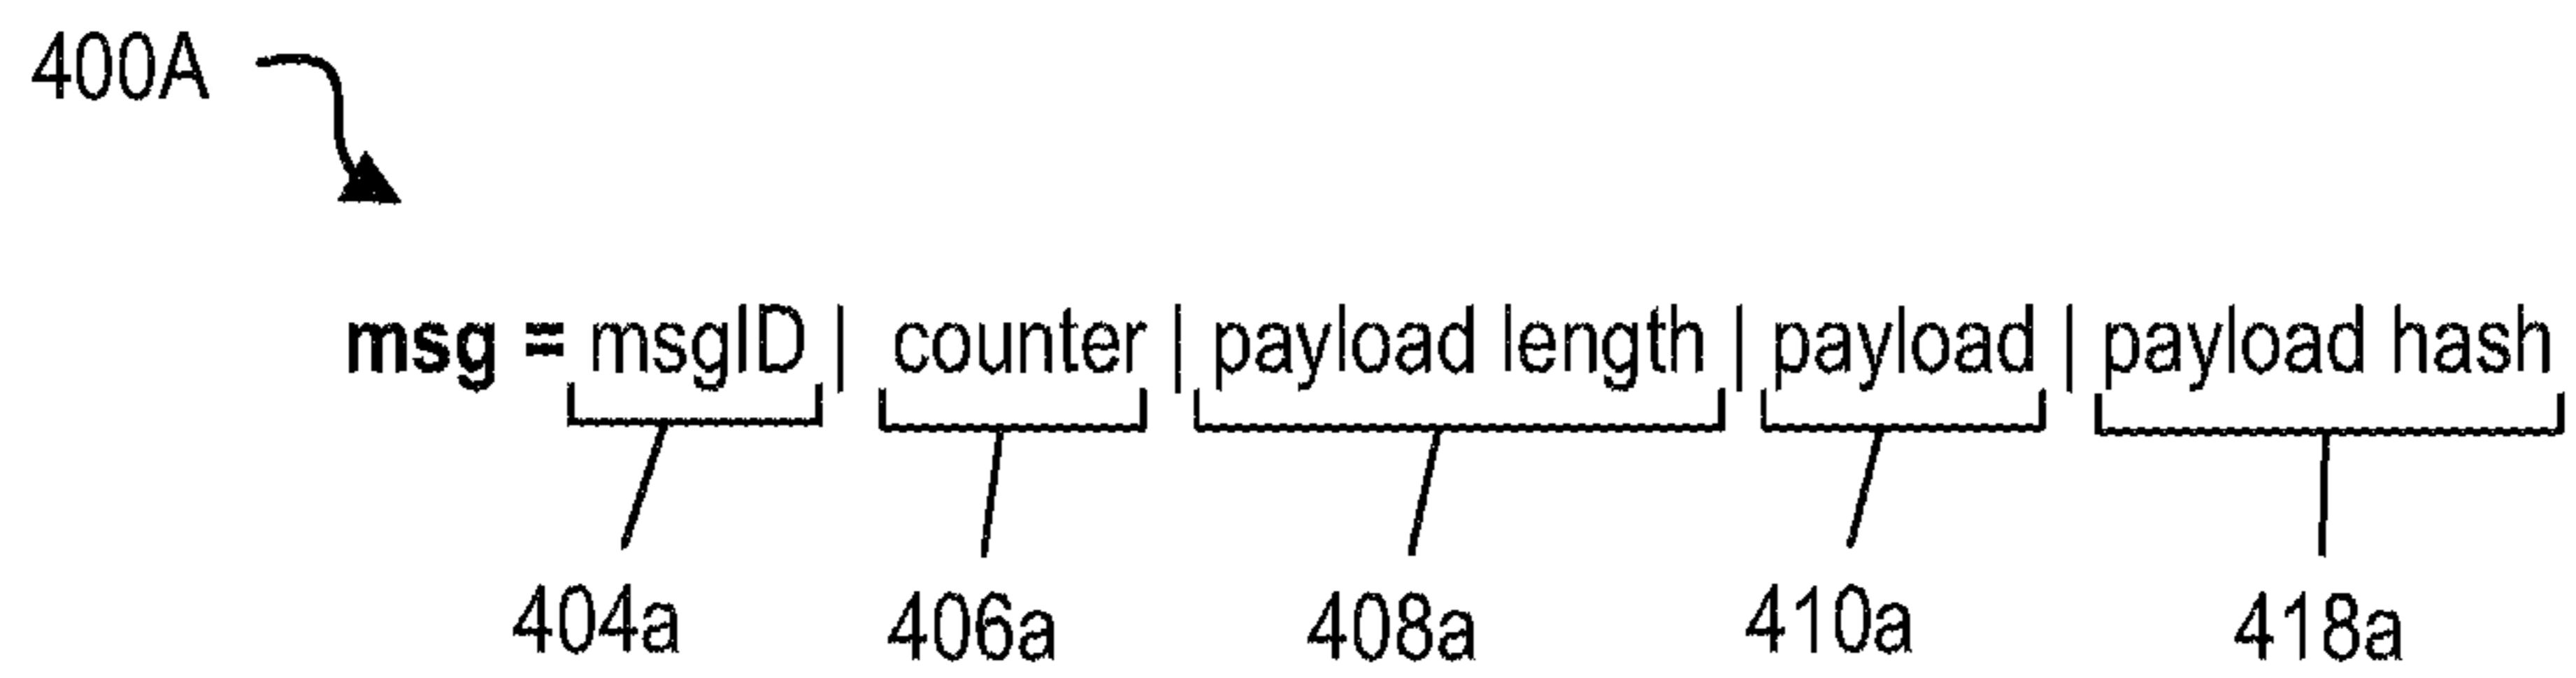 400A
msg = msgID | counter | payload length | payload | payload hash
404a 406a 408a 410a 418a